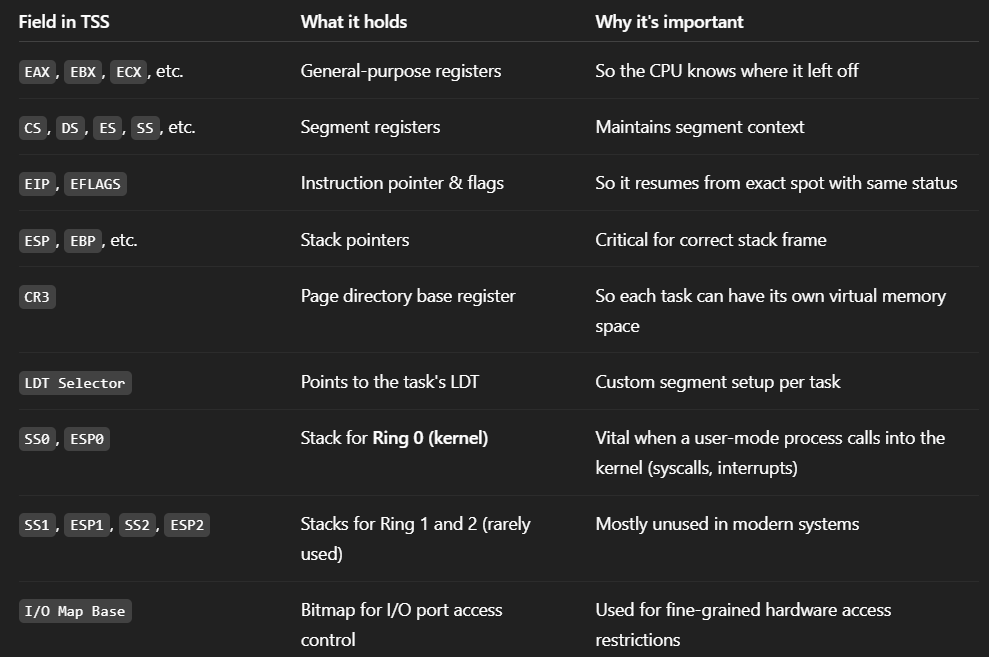 Field in TSS What it holds Why it's important
EAX, EBX, ECX, etc. General-purpose registers So the CPU knows where it left off
CS, DS, ES, SS, etc. Segment registers Maintains segment context
EIP, EFLAGS Instruction pointer & flags So it resumes from exact spot with same status
ESP, EBP, etc. Stack pointers Critical for correct stack frame
CR3 Page directory base register So each task can have its own virtual memory
space
LDT Selector Points to the task's LDT Custom segment setup per task
SS0, ESP0 Stack for Ring 0 (kernel) Vital when a user-mode process calls into the
kernel (syscalls, interrupts)
SS1, ESP1, SS2, ESP2 Stacks for Ring 1 and 2 (rarely Mostly unused in modern systems
used)
I/O Map Base Bitmap for I/O port access Used for fine-grained hardware access
control restrictions